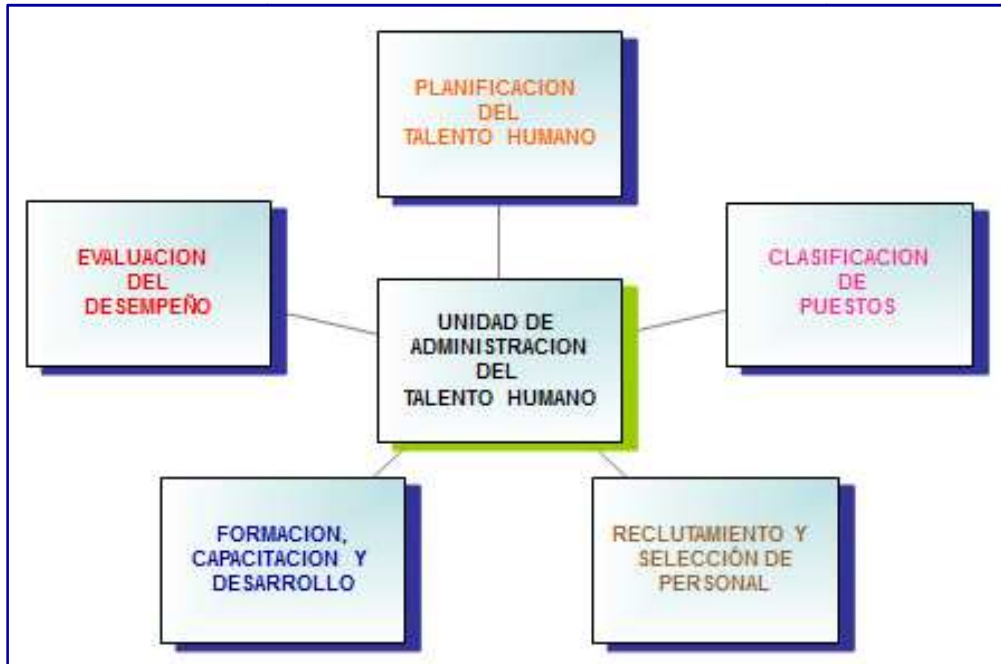 PLANIFICACION
DEL
TALENTO HUMANO
EVALUACION
DEL
DESEMPEÑO
CLASIFICACION
DE
PUESTOS
UNIDAD DE
ADMINISTRACION
DEL
TALENTO HUMANO
FORMACION,
CAPACITACION Y
DESARROLLO
RECLUTAMIENTO Y
SELECCIÓN DE
PERSONAL